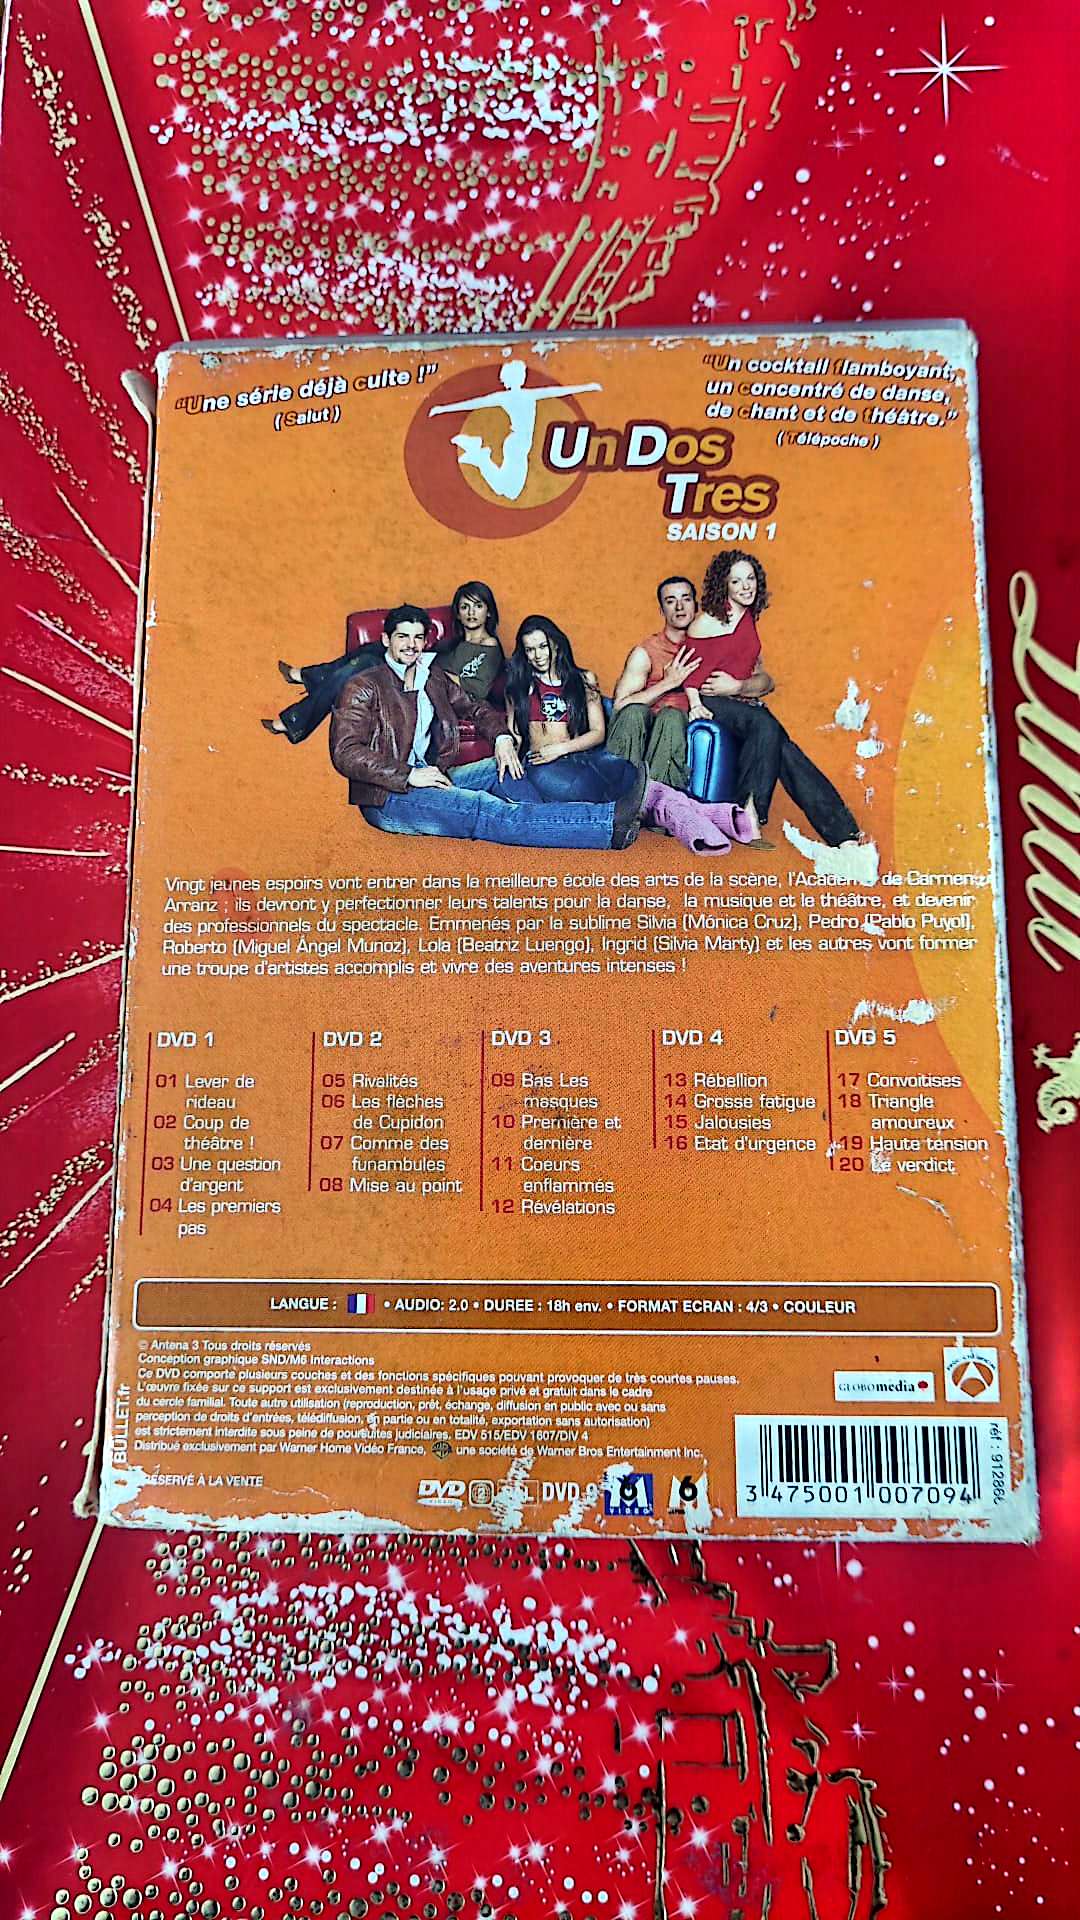 "Une série déjà culte !"
(Salut)
"Un cocktail flamboyant,
un concentré de danse,
de chant et de théâtre."
(Télépoche)
Un Dos
Tres
SAISON 1
Vingt jeunes espoirs vont entrer dans la meilleure école des arts de la scène, l'Académie de Carmen
Arranz ; ils devront y perfectionner leurs talents pour la danse, la musique et le théâtre, et devenir
des professionnels du spectacle. Emmenés par la sublime Silvia (Mónica Cruz), Pedro (Pablo Puyol),
Roberto (Miguel Ángel Munoz), Lola (Beatriz Luengo), Ingrid (Silvia Marty) et les autres vont former
une troupe d'artistes accomplis et vivre des aventures intenses !
DVD 1
01 Lever de
rideau
02 Coup de
théâtre !
03 Une question
d'argent
04 Les premiers
pas
DVD 2
05 Rivalités
06 Les flèches
de Cupidon
07 Comme des
funambules
08 Mise au point
DVD 3
09 Bas Les
masques
10 Première et
dernière
11 Coeurs
enflammés
12 Révélations
DVD 4
13 Rébellion
14 Grosse fatigue
15 Jalousies
16 Etat d'urgence
DVD 5
17 Convoitises
18 Triangle
amoureux
19 Haute tension
20 Le verdict
LANGUE : • AUDIO: 2.0 • DUREE : 18h env. • FORMAT ECRAN : 4/3 • COULEUR
© Antena 3 Tous droits réservés
Conception graphique SND/M6 Interactions
Ce DVD comporte plusieurs couches et des fonctions spécifiques pouvant provoquer de très courtes pauses.
L'œuvre fixée sur ce support est exclusivement destinée à l'usage privé et gratuit dans le cadre
du cercle familial. Toute autre utilisation (reproduction, prêt, échange, diffusion en public avec ou sans
perception de droits d'entrées, télédiffusion, en partie ou en totalité, exportation sans autorisation)
est strictement interdite sous peine de poursuites judiciaires. EDV 515/EDV 1607/DIV 4
Distribué exclusivement par Warner Home Vidéo France, une société de Warner Bros Entertainment Inc.
BULLET.fr
RÉSERVÉ À LA VENTE
GLOBOmedia
DVD
VIDEO
2
DVD 9
M6
VIDEO
M6
3 475001 007094
réf : 91286